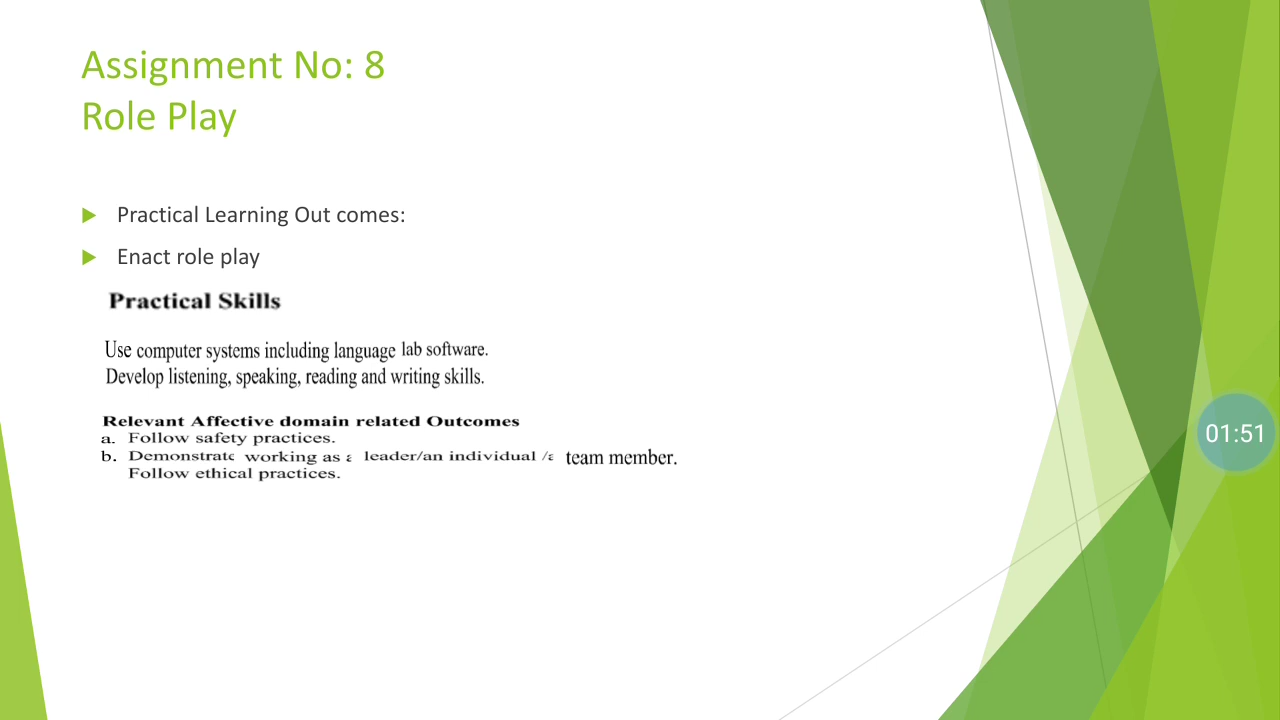 Assignment No: 8
Role Play
Practical Learning Out comes:
Enact role play
Practical Skills
Use computer systems including language lab software.
Develop listening, speaking, reading and writing skills.
Relevant Affective domain related Outcomes
a. Follow safety practices.
b. Demonstrate working as a leader/an individual /a team member.
Follow ethical practices.
01:51